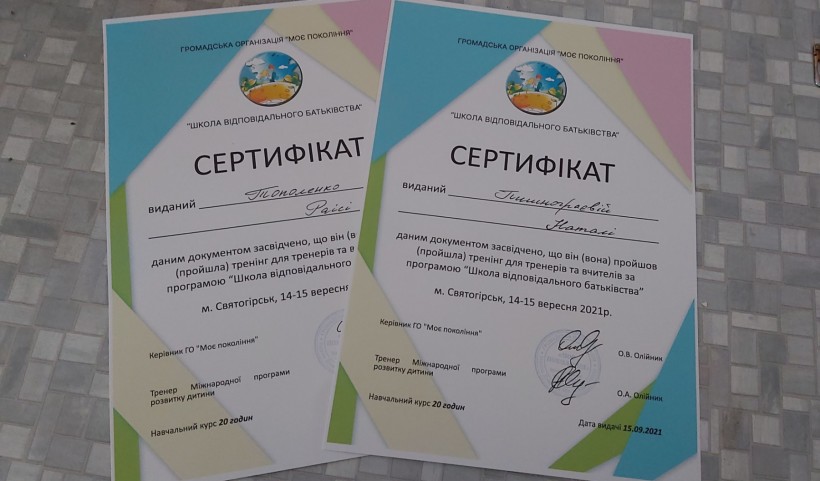 ГРОМАДСЬКА ОРГАНІЗАЦІЯ "МОЄ ПОКОЛІННЯ"
"ШКОЛА ВІДПОВІДАЛЬНОГО БАТЬКІВСТВА"
СЕРТИФІКАТ
виданий Тополенко
Раїсі
даним документом засвідчено, що він (в
(пройшла) тренінг для тренерів та в
програмою "Школа відповідального
м. Святогірськ, 14-15 вересня
Керівник ГО "Моє покоління"
Тренер Міжнародної програми
розвитку дитини
Навчальний курс 20 годин
ГРОМАДСЬКА ОРГАНІЗАЦІЯ "МОЄ ПОКОЛІННЯ"
"ШКОЛА ВІДПОВІДАЛЬНОГО БАТЬКІВСТВА"
СЕРТИФІКАТ
виданий
Наталі
даним документом засвідчено, що він (вона) пройшов
(пройшла) тренінг для тренерів та вчителів за
програмою "Школа відповідального батьківства"
м. Святогірськ, 14-15 вересня 2021р.
Керівник ГО "Моє покоління" О.В. Олійник
Тренер Міжнародної програми
розвитку дитини О.А. Олійник
Навчальний курс 20 годин Дата видачі 15.09.2021